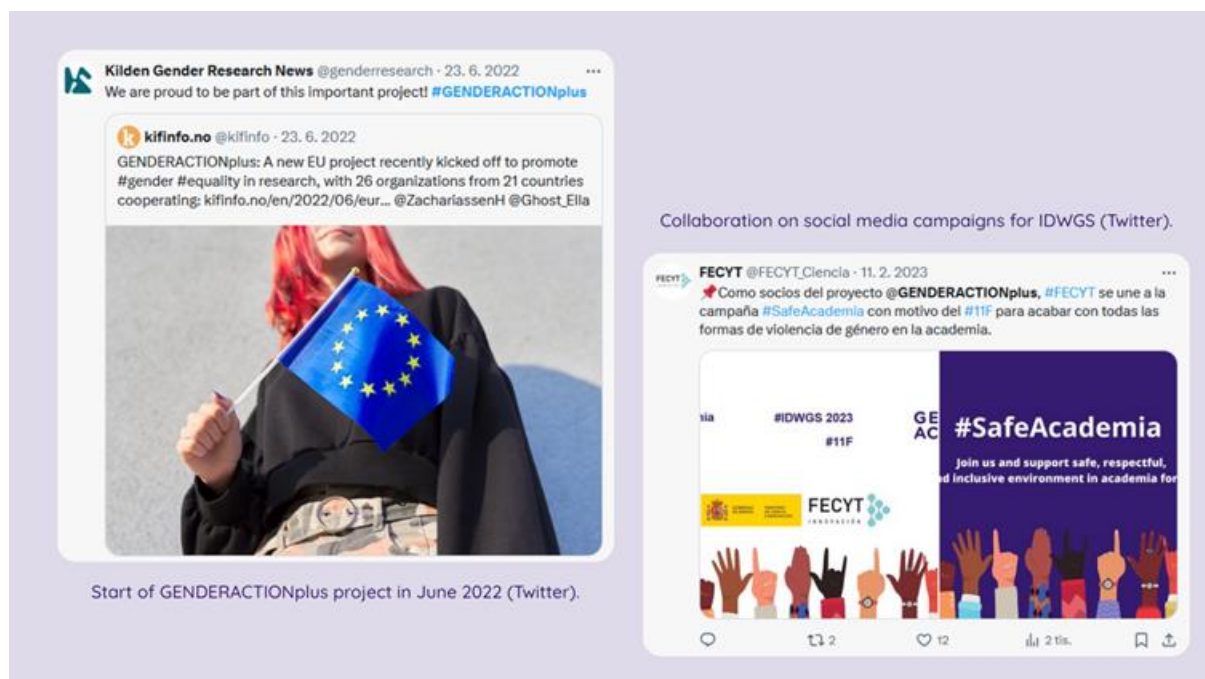 Kilden Gender Research News @genderresearch · 23. 6. 2022
We are proud to be part of this important project! #GENDERACTIONplus
kifinfo.no @kifinfo · 23. 6. 2022
GENDERACTIONplus: A new EU project recently kicked off to promote
#gender #equality in research, with 26 organizations from 21 countries
cooperating: kifinfo.no/en/2022/06/eur... @ZachariassenH @Ghost_Ella
Start of GENDERACTIONplus project in June 2022 (Twitter).
Collaboration on social media campaigns for IDWGS (Twitter).
FECYT
FECYT @FECYT_Ciencia · 11. 2. 2023
📌Como socios del proyecto @GENDERACTIONplus, #FECYT se une a la
campaña #SafeAcademia con motivo del #11F para acabar con todas las
formas de violencia de género en la academia.
nia
#IDWGS 2023
#11F
GE
AC
FECYT
INNOVACIÓN
#SafeAcademia
Join us and support safe, respectful,
d inclusive environment in academia for
2
12
2 tis.